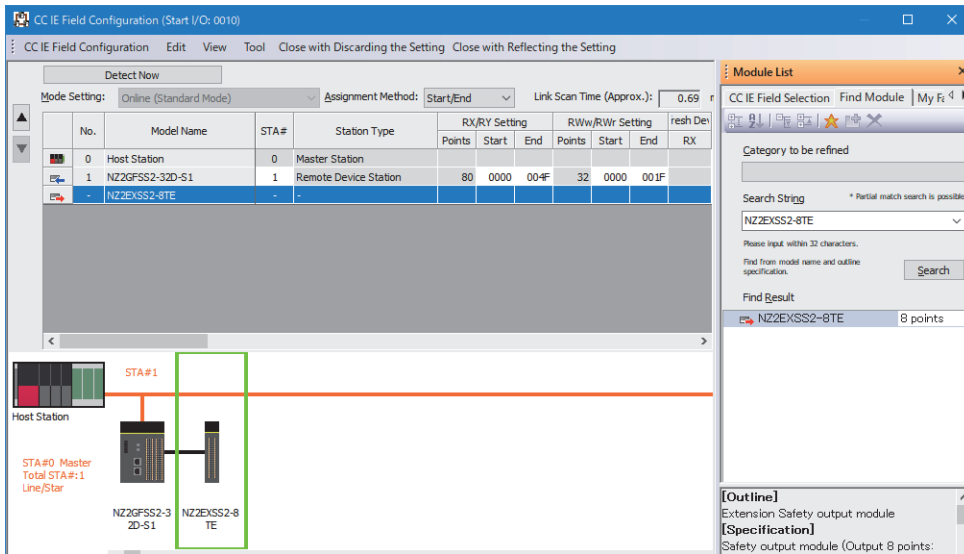 CC IE Field Configuration (Start I/O: 0010)
CC IE Field Configuration Edit View Tool Close with Discarding the Setting Close with Reflecting the Setting
Detect Now
Mode Setting: Online (Standard Mode) Assignment Method: Start/End Link Scan Time (Approx.): 0.69
No. Model Name STA# Station Type RX/RY Setting RWw/RWr Setting resh Dev
Points Start End Points Start End RX
0 Host Station 0 Master Station
1 NZ2GFSS2-32D-S1 1 Remote Device Station 80 0000 004F 32 0000 001F
- NZ2EXSS2-8TE - -
STA#1
Host Station
STA#0 Master
Total STA#:1
Line/Star
NZ2GFSS2-3
2D-S1
NZ2EXSS2-8
TE
Module List
CC IE Field Selection Find Module My Fa
Category to be refined
Search String * Partial match search is possible
NZ2EXSS2-8TE
Please input within 32 characters.
Find from model name and outline
specification.
Search
Find Result
NZ2EXSS2-8TE 8 points
[Outline]
Extension Safety output module
[Specification]
Safety output module (Output 8 points: